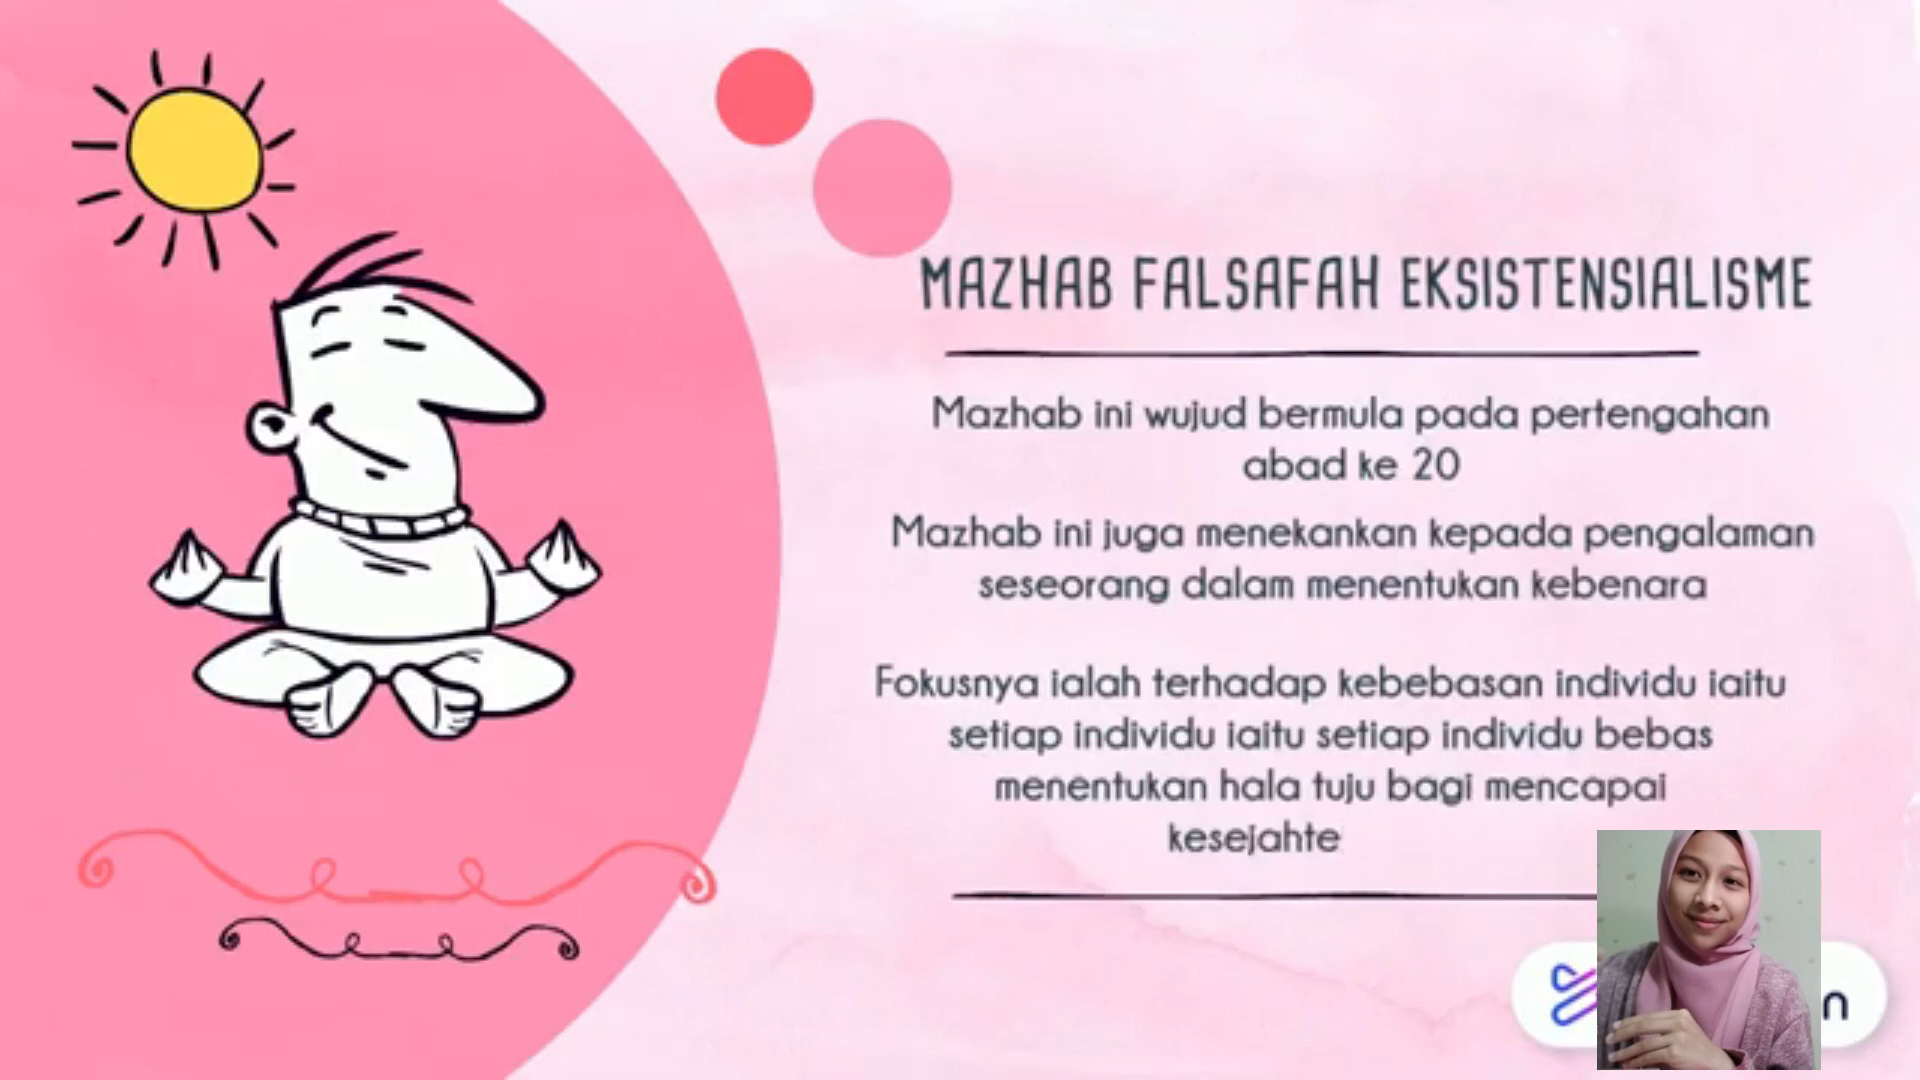 MAZHAB FALSAFAH EKSISTENSIALISME
Mazhab ini wujud bermula pada pertengahan
abad ke 20
Mazhab ini juga menekankan kepada pengalaman
seseorang dalam menentukan kebenara
Fokusnya ialah terhadap kebebasan individu iaitu
setiap individu iaitu setiap individu bebas
menentukan hala tuju bagi mencapai
kesejahte